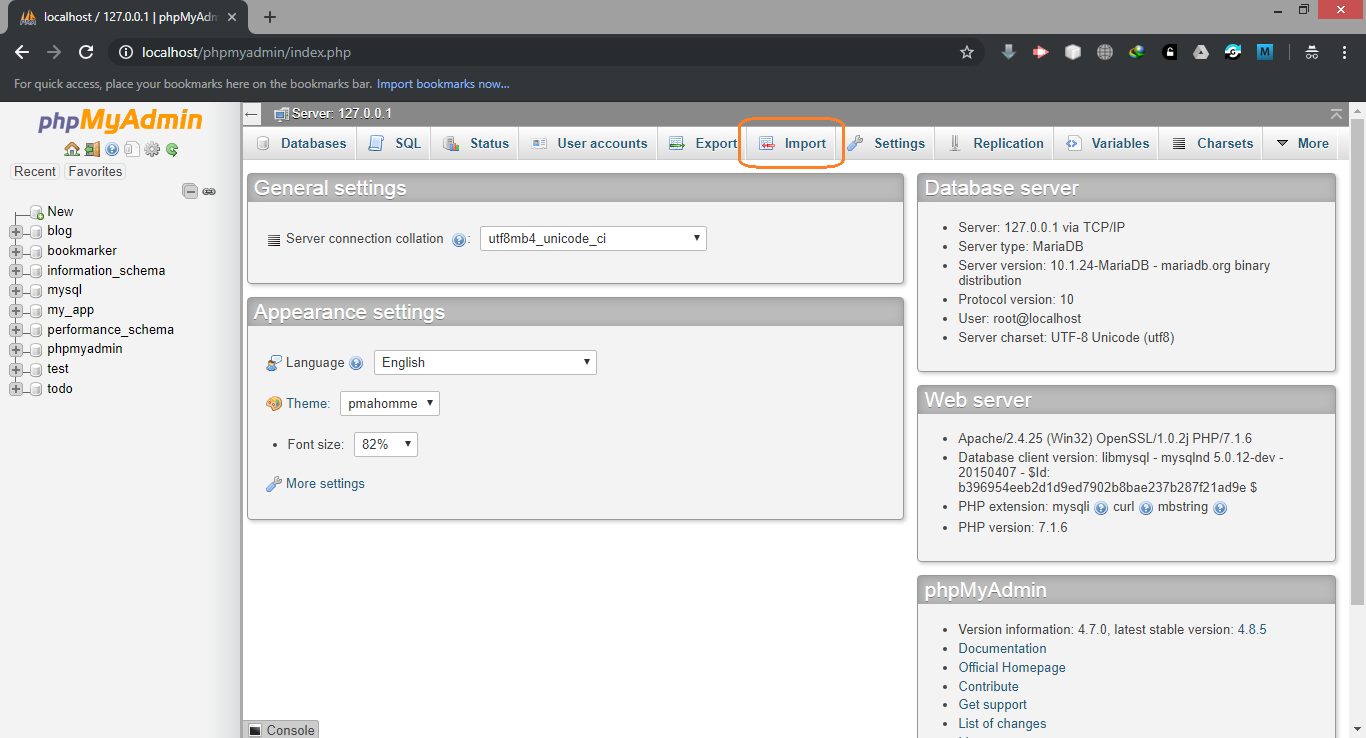 localhost / 127.0.0.1 | phpMyAdm
localhost/phpmyadmin/index.php
M
For quick access, place your bookmarks here on the bookmarks bar. Import bookmarks now...
phpMyAdmin
Recent Favorites
New
blog
bookmarker
information_schema
mysql
my_app
performance_schema
phpmyadmin
test
todo
Server: 127.0.0.1
Databases SQL Status User accounts Export Import Settings Replication Variables Charsets More
General settings
Server connection collation : utf8mb4_unicode_ci
Appearance settings
Language English
Theme: pmahomme
Font size: 82%
More settings
Database server
Server: 127.0.0.1 via TCP/IP
Server type: MariaDB
Server version: 10.1.24-MariaDB - mariadb.org binary
distribution
Protocol version: 10
User: root@localhost
Server charset: UTF-8 Unicode (utf8)
Web server
Apache/2.4.25 (Win32) OpenSSL/1.0.2j PHP/7.1.6
Database client version: libmysql - mysqlnd 5.0.12-dev -
20150407 - $Id:
b396954eeb2d1d9ed7902b8bae237b287f21ad9e $
PHP extension: mysqli curl mbstring
PHP version: 7.1.6
phpMyAdmin
Version information: 4.7.0, latest stable version: 4.8.5
Documentation
Official Homepage
Contribute
Get support
List of changes
Console